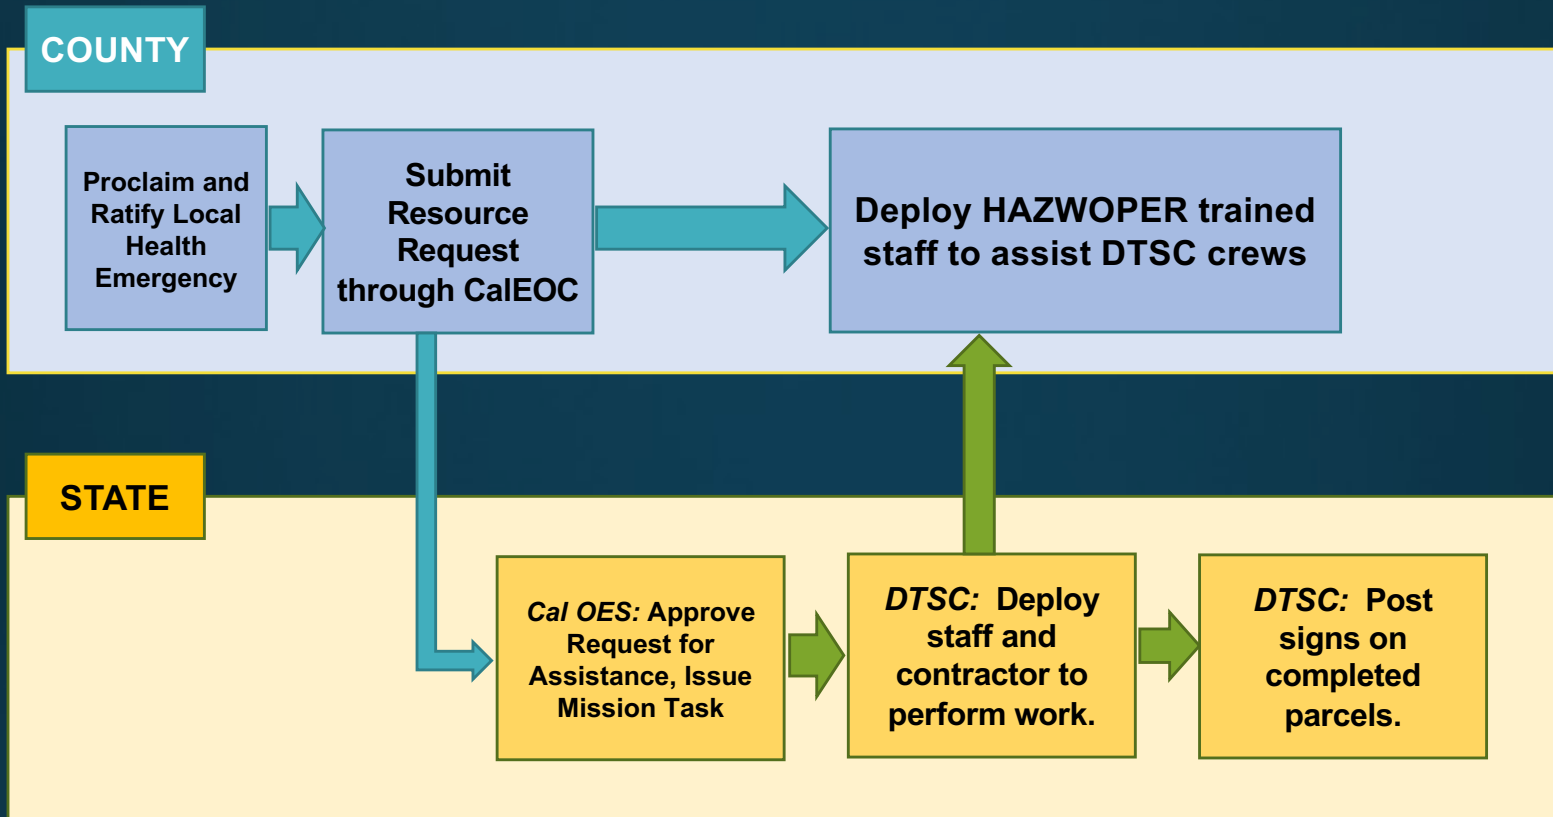 COUNTY
Proclaim and
Ratify Local
Health
Emergency
Submit
Resource
Request
through CalEOC
Deploy HAZWOPER trained
staff to assist DTSC crews
STATE
Cal OES: Approve
Request for
Assistance, Issue
Mission Task
DTSC: Deploy
staff and
contractor to
perform work.
DTSC: Post
signs on
completed
parcels.